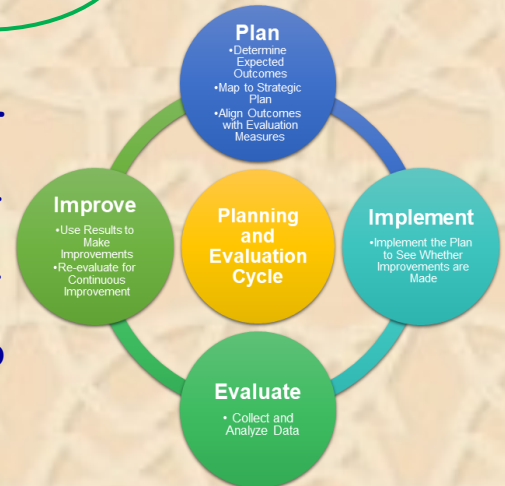 Plan
•Determine
Expected
Outcomes
•Map to Strategic
Plan
•Align Outcomes
with Evaluation
Measures
Improve
•Use Results to
Make
Improvements
•Re-evaluate for
Continuous
Improvement
Planning
and
Evaluation
Cycle
Implement
•Implement the Plan
to See Whether
Improvements are
Made
Evaluate
• Collect and
Analyze Data